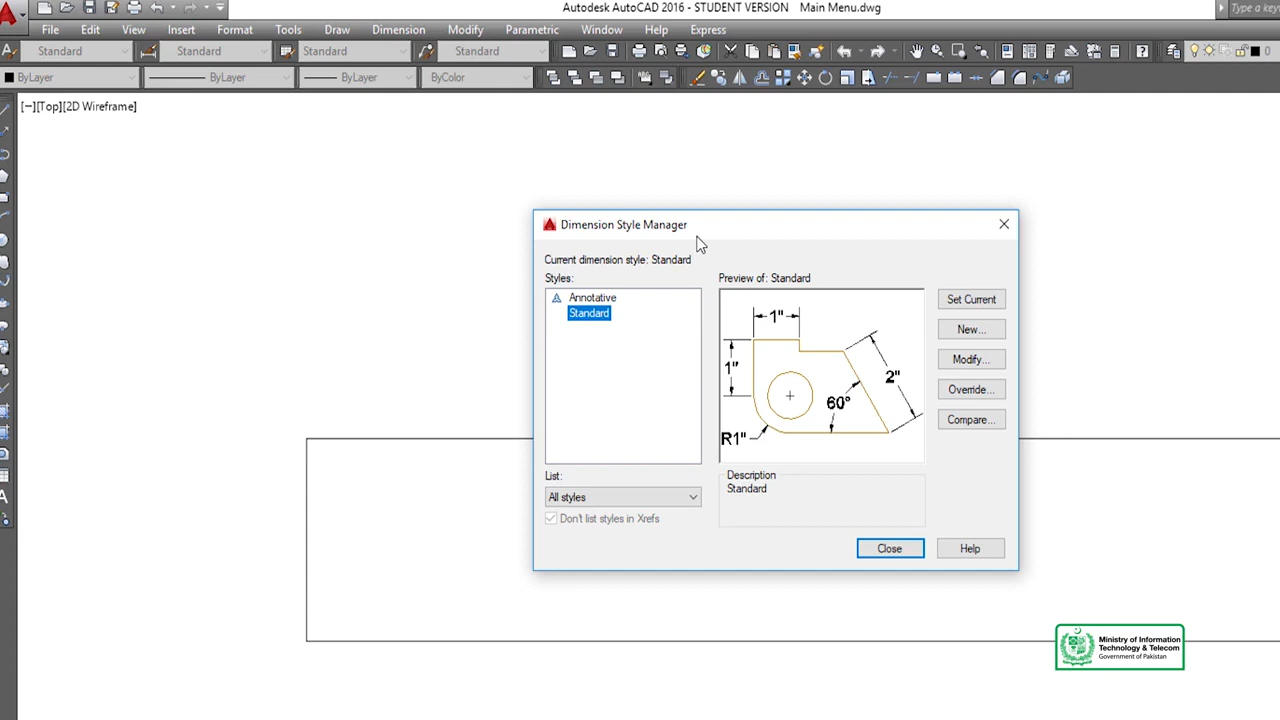 Autodesk AutoCAD 2016 - STUDENT VERSION Main Menu.dwg
Type a key
File Edit View Insert Format Tools Draw Dimension Modify Parametric Window Help Express
Standard Standard Standard Standard
0
ByLayer ByLayer ByLayer ByColor
[−][Top][2D Wireframe]
Dimension Style Manager
Current dimension style: Standard
Styles:
Annotative
Standard
Preview of: Standard
1"
1"
2"
60°
R1"
Set Current
New...
Modify...
Override...
Compare...
List:
All styles
Don't list styles in Xrefs
Description
Standard
Close
Help
Ministry of Information
Technology & Telecom
Government of Pakistan